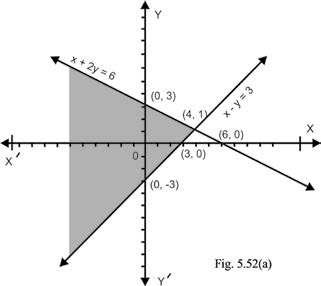 Y
x + 2y = 6
x - y = 3
(0, 3)
(4, 1)
(6, 0)
X′
X
0
(3, 0)
(0, -3)
Fig. 5.52(a)
Y′